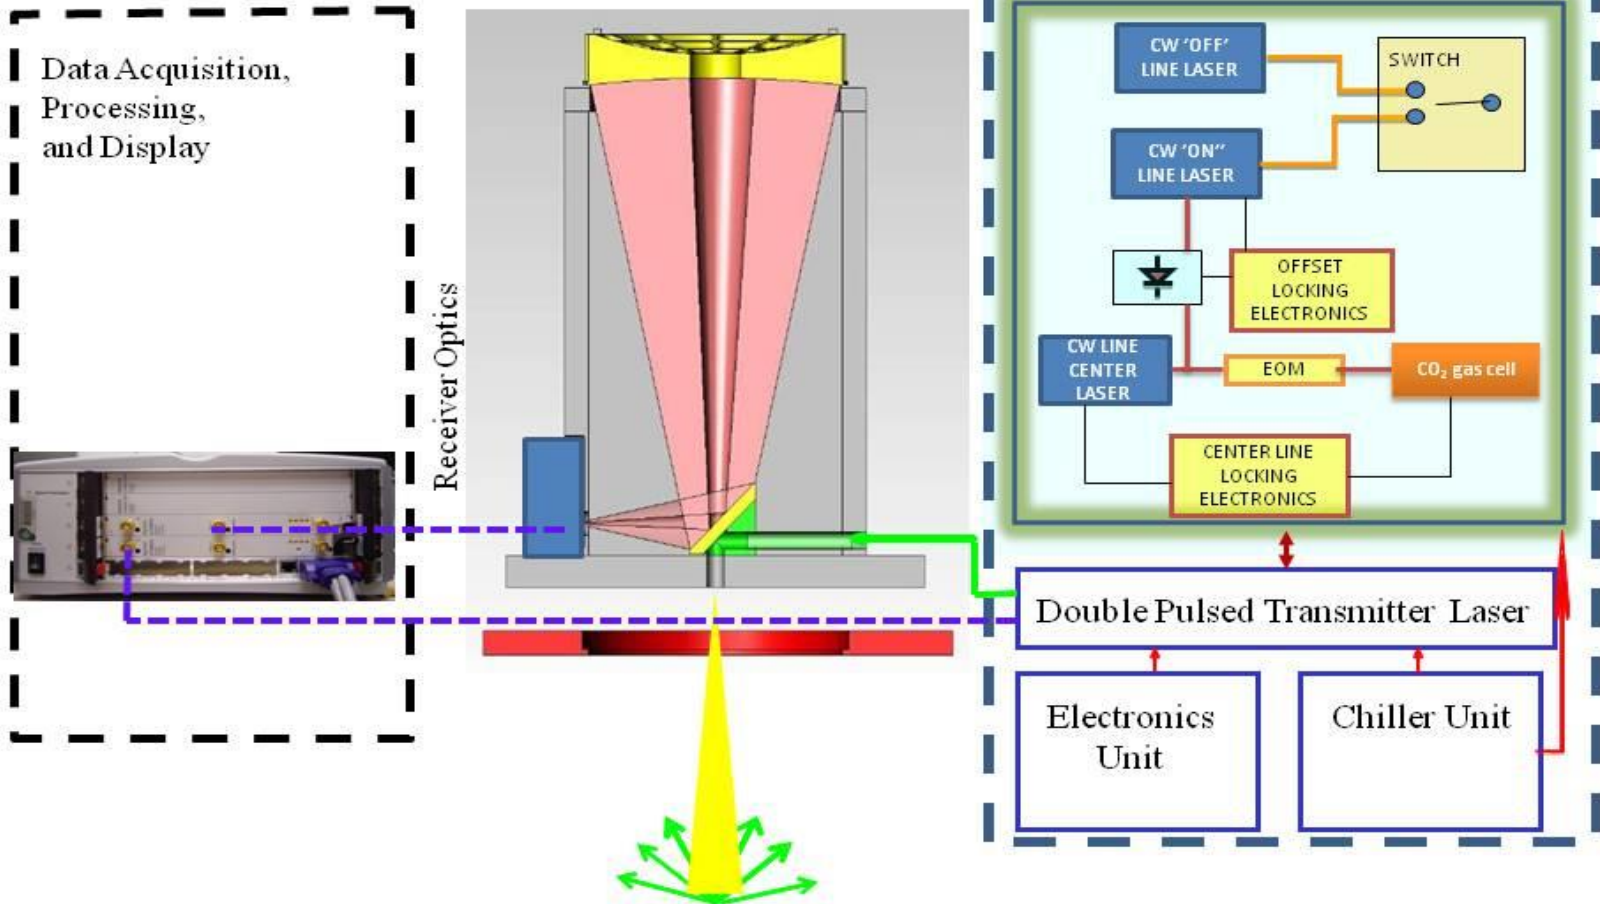 Data Acquisition,
Processing,
and Display
Receiver Optics
CW ‘OFF’
LINE LASER
SWITCH
CW ‘ON”
LINE LASER
OFFSET
LOCKING
ELECTRONICS
CW LINE
CENTER
LASER
EOM
CO₂ gas cell
CENTER LINE
LOCKING
ELECTRONICS
Double Pulsed Transmitter Laser
Electronics
Unit
Chiller Unit